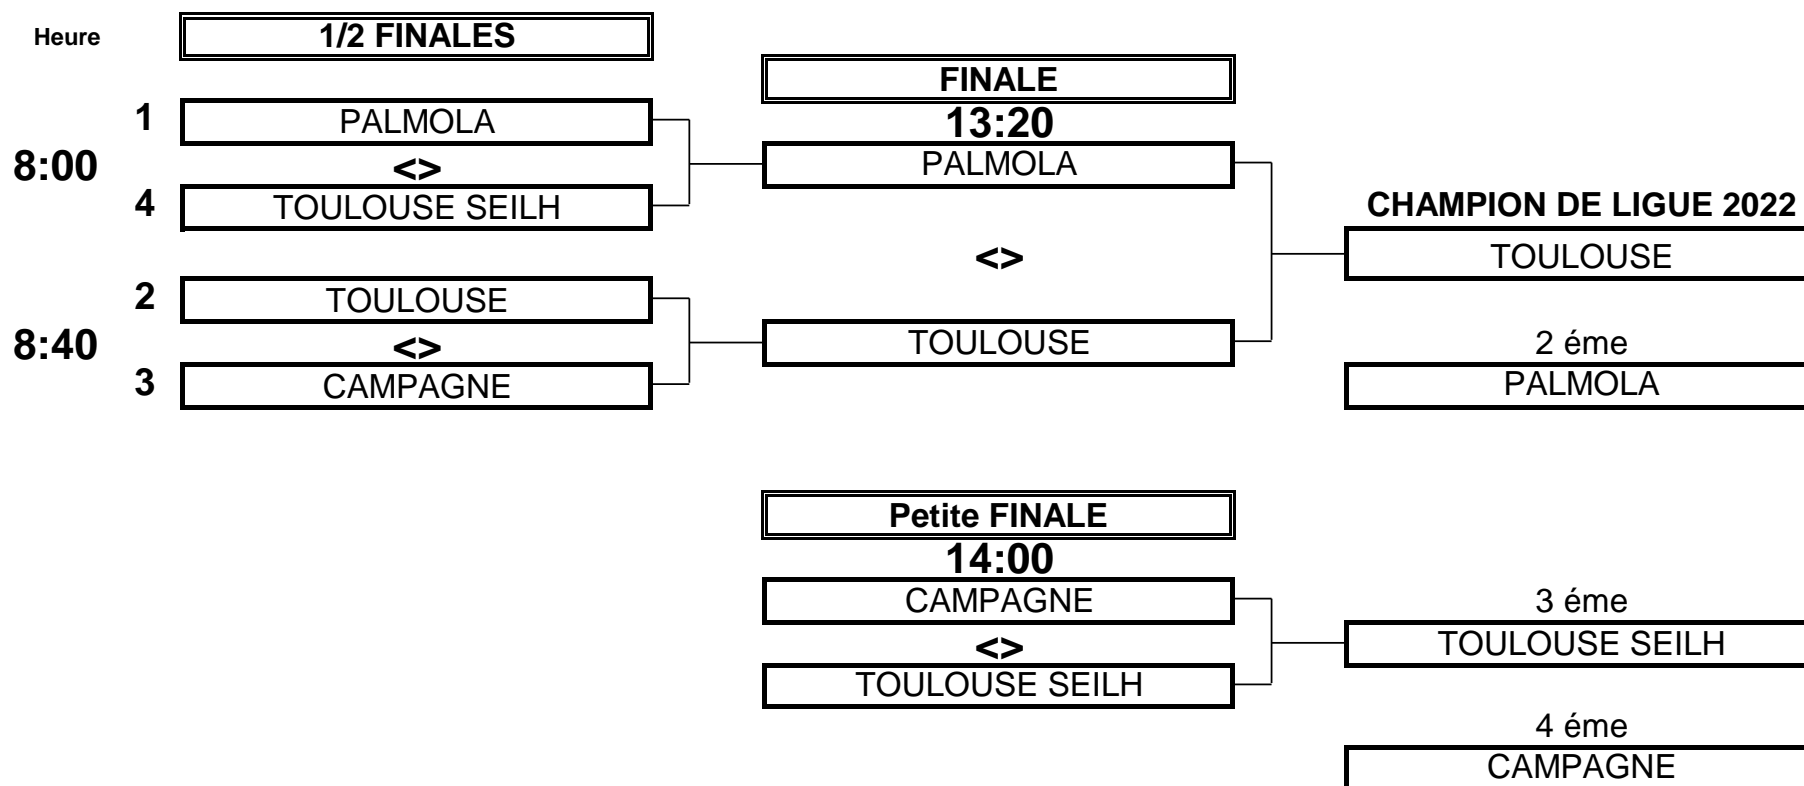 Heure
1/2 FINALES
FINALE
13:20
1
PALMOLA
8:00
<>
4
TOULOUSE SEILH
PALMOLA
<>
2
TOULOUSE
8:40
<>
3
CAMPAGNE
TOULOUSE
CHAMPION DE LIGUE 2022
TOULOUSE
2 éme
PALMOLA
Petite FINALE
14:00
CAMPAGNE
<>
TOULOUSE SEILH
3 éme
TOULOUSE SEILH
4 éme
CAMPAGNE